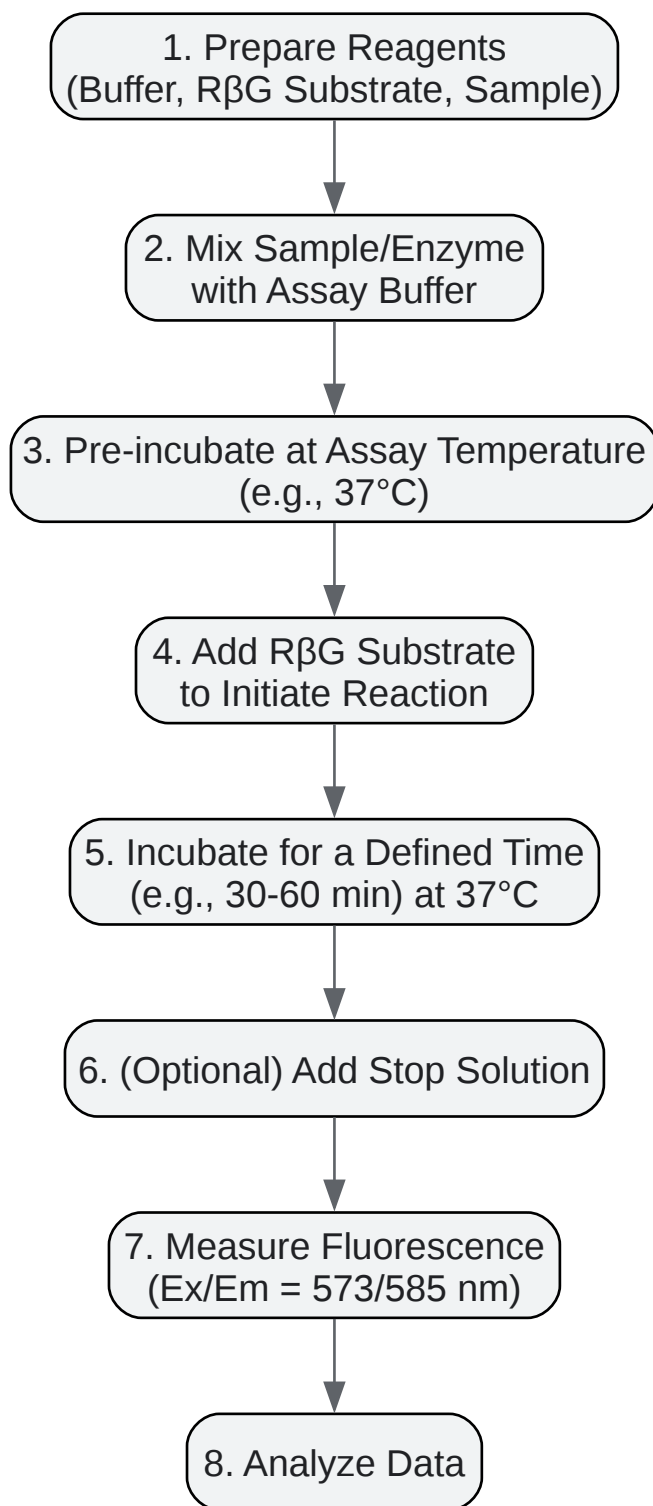 1. Prepare Reagents
(Buffer, RβG Substrate, Sample)
2. Mix Sample/Enzyme
with Assay Buffer
3. Pre-incubate at Assay Temperature
(e.g., 37°C)
4. Add RβG Substrate
to Initiate Reaction
5. Incubate for a Defined Time
(e.g., 30-60 min) at 37°C
6. (Optional) Add Stop Solution
7. Measure Fluorescence
(Ex/Em = 573/585 nm)
8. Analyze Data